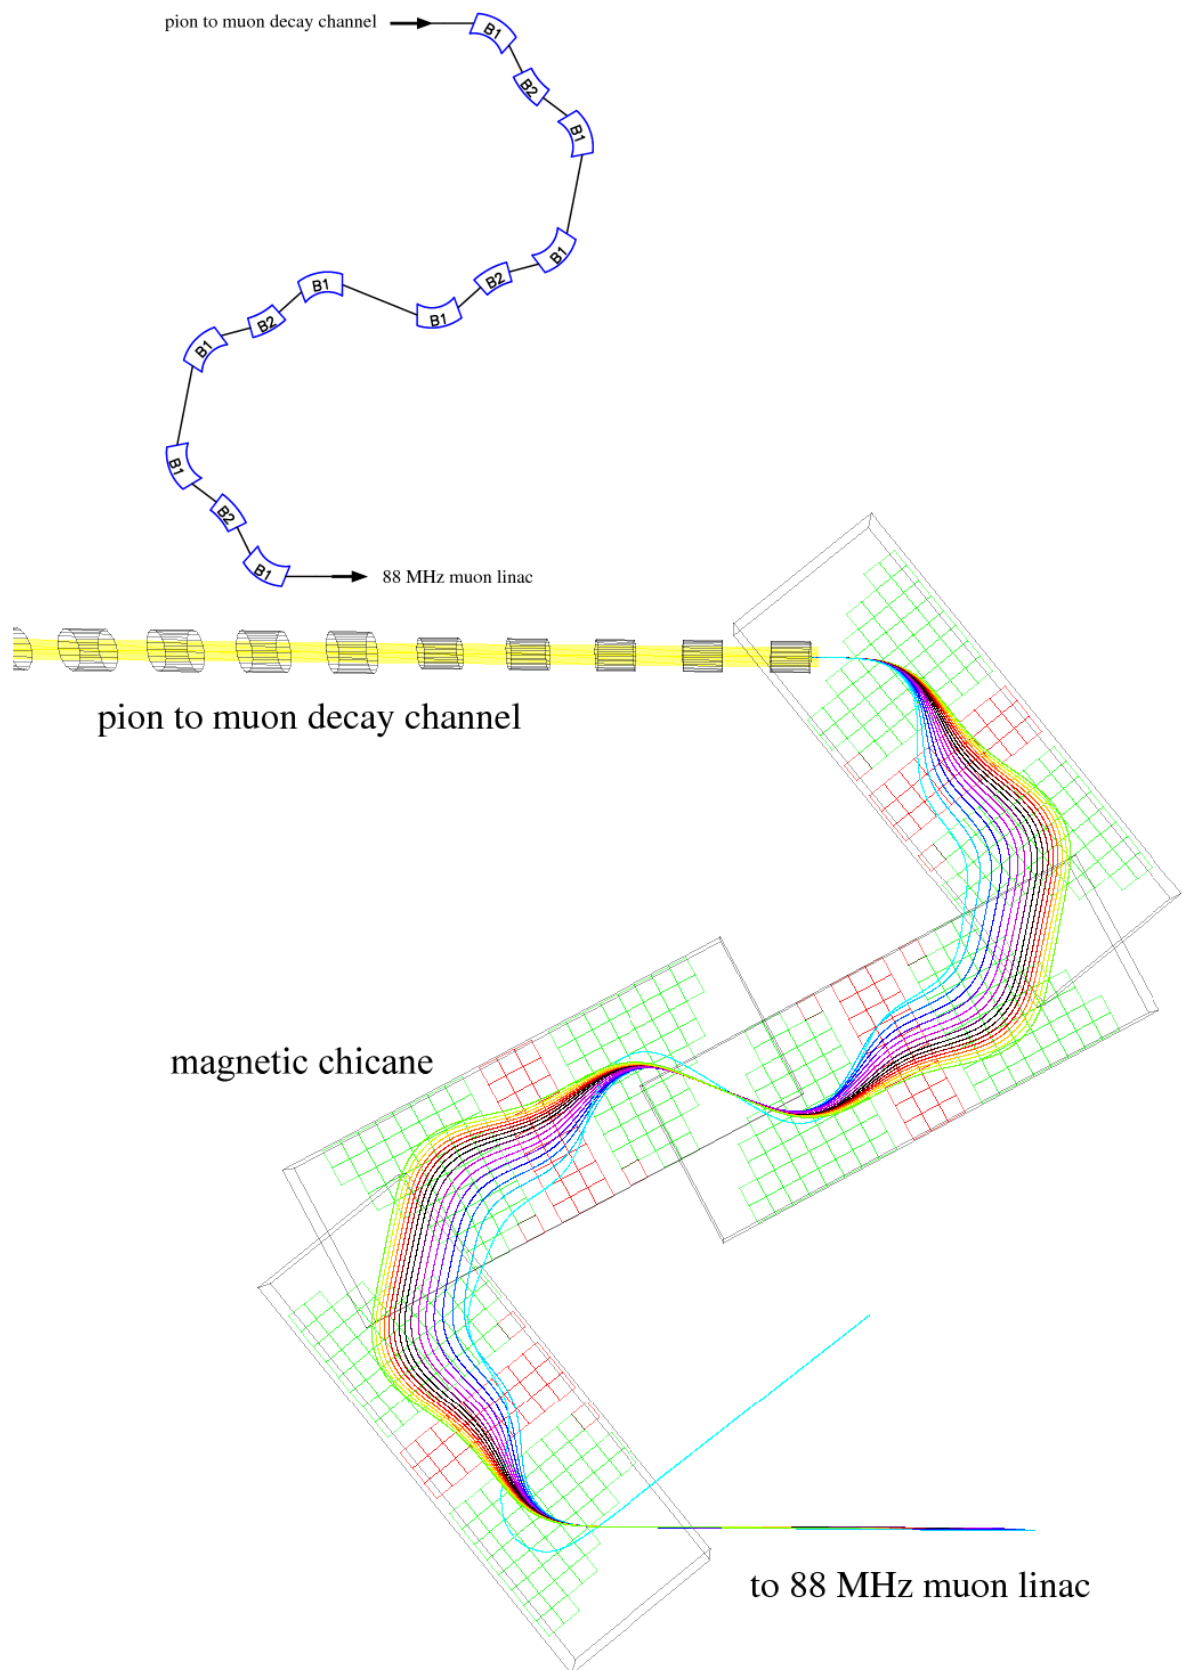 pion to muon decay channel
B1
B2
B1
B1
B2
B1
B1
B2
B1
B1
B2
B1
88 MHz muon linac
pion to muon decay channel
magnetic chicane
to 88 MHz muon linac